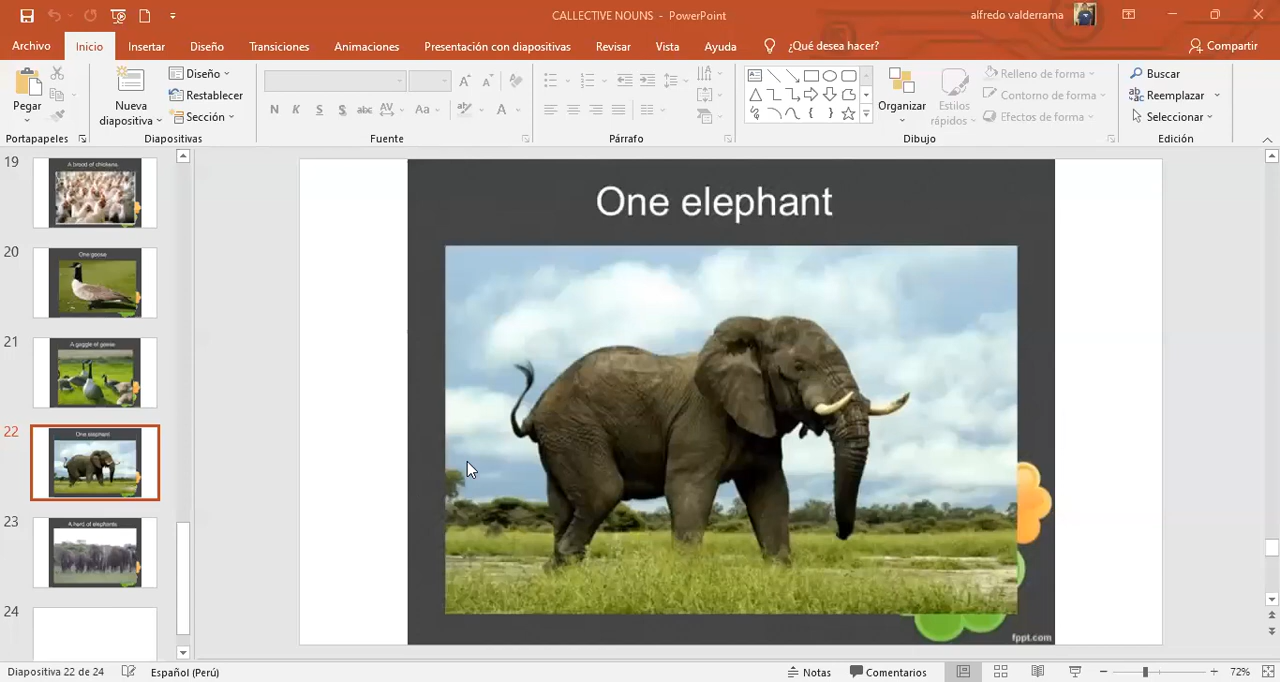 CALLECTIVE NOUNS - PowerPoint
alfredo valderrama
Archivo
Inicio
Insertar
Diseño
Transiciones
Animaciones
Presentación con diapositivas
Revisar
Vista
Ayuda
¿Qué desea hacer?
Compartir
Pegar
Nueva
diapositiva
Diseño
Restablecer
Sección
N K S S abc AV Aa A
Organizar
Estilos
rápidos
Relleno de forma
Contorno de forma
Efectos de forma
Buscar
Reemplazar
Seleccionar
Portapapeles
Diapositivas
Fuente
Párrafo
Dibujo
Edición
19
A brood of chickens
20
One goose
21
A gaggle of geese
22
One elephant
23
A herd of elephants
24
One elephant
fppt.com
Diapositiva 22 de 24
Español (Perú)
Notas
Comentarios
72%